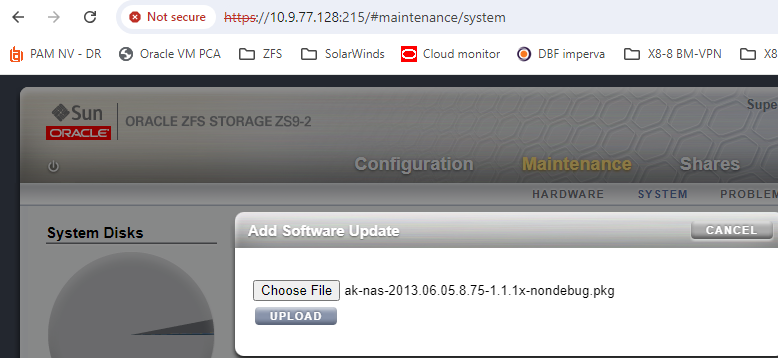 Not secure https://10.9.77.128:215/#maintenance/system
PAM NV - DR Oracle VM PCA ZFS SolarWinds Cloud monitor DBF imperva X8-8 BM-VPN X8
Sun
ORACLE
ORACLE ZFS STORAGE ZS9-2
Supe
Configuration Maintenance Shares
HARDWARE SYSTEM PROBLEM
System Disks
Add Software Update CANCEL
Choose File ak-nas-2013.06.05.8.75-1.1.1x-nondebug.pkg
UPLOAD